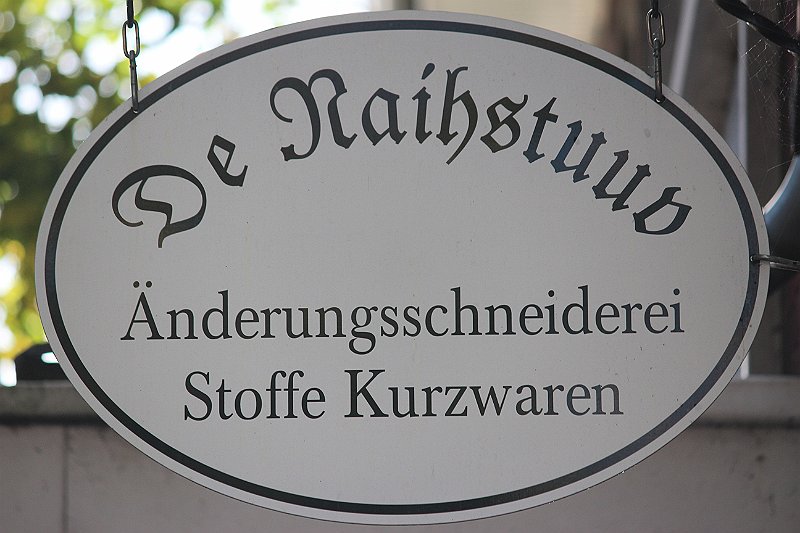 De Naihstuuv
Änderungsschneiderei
Stoffe Kurzwaren